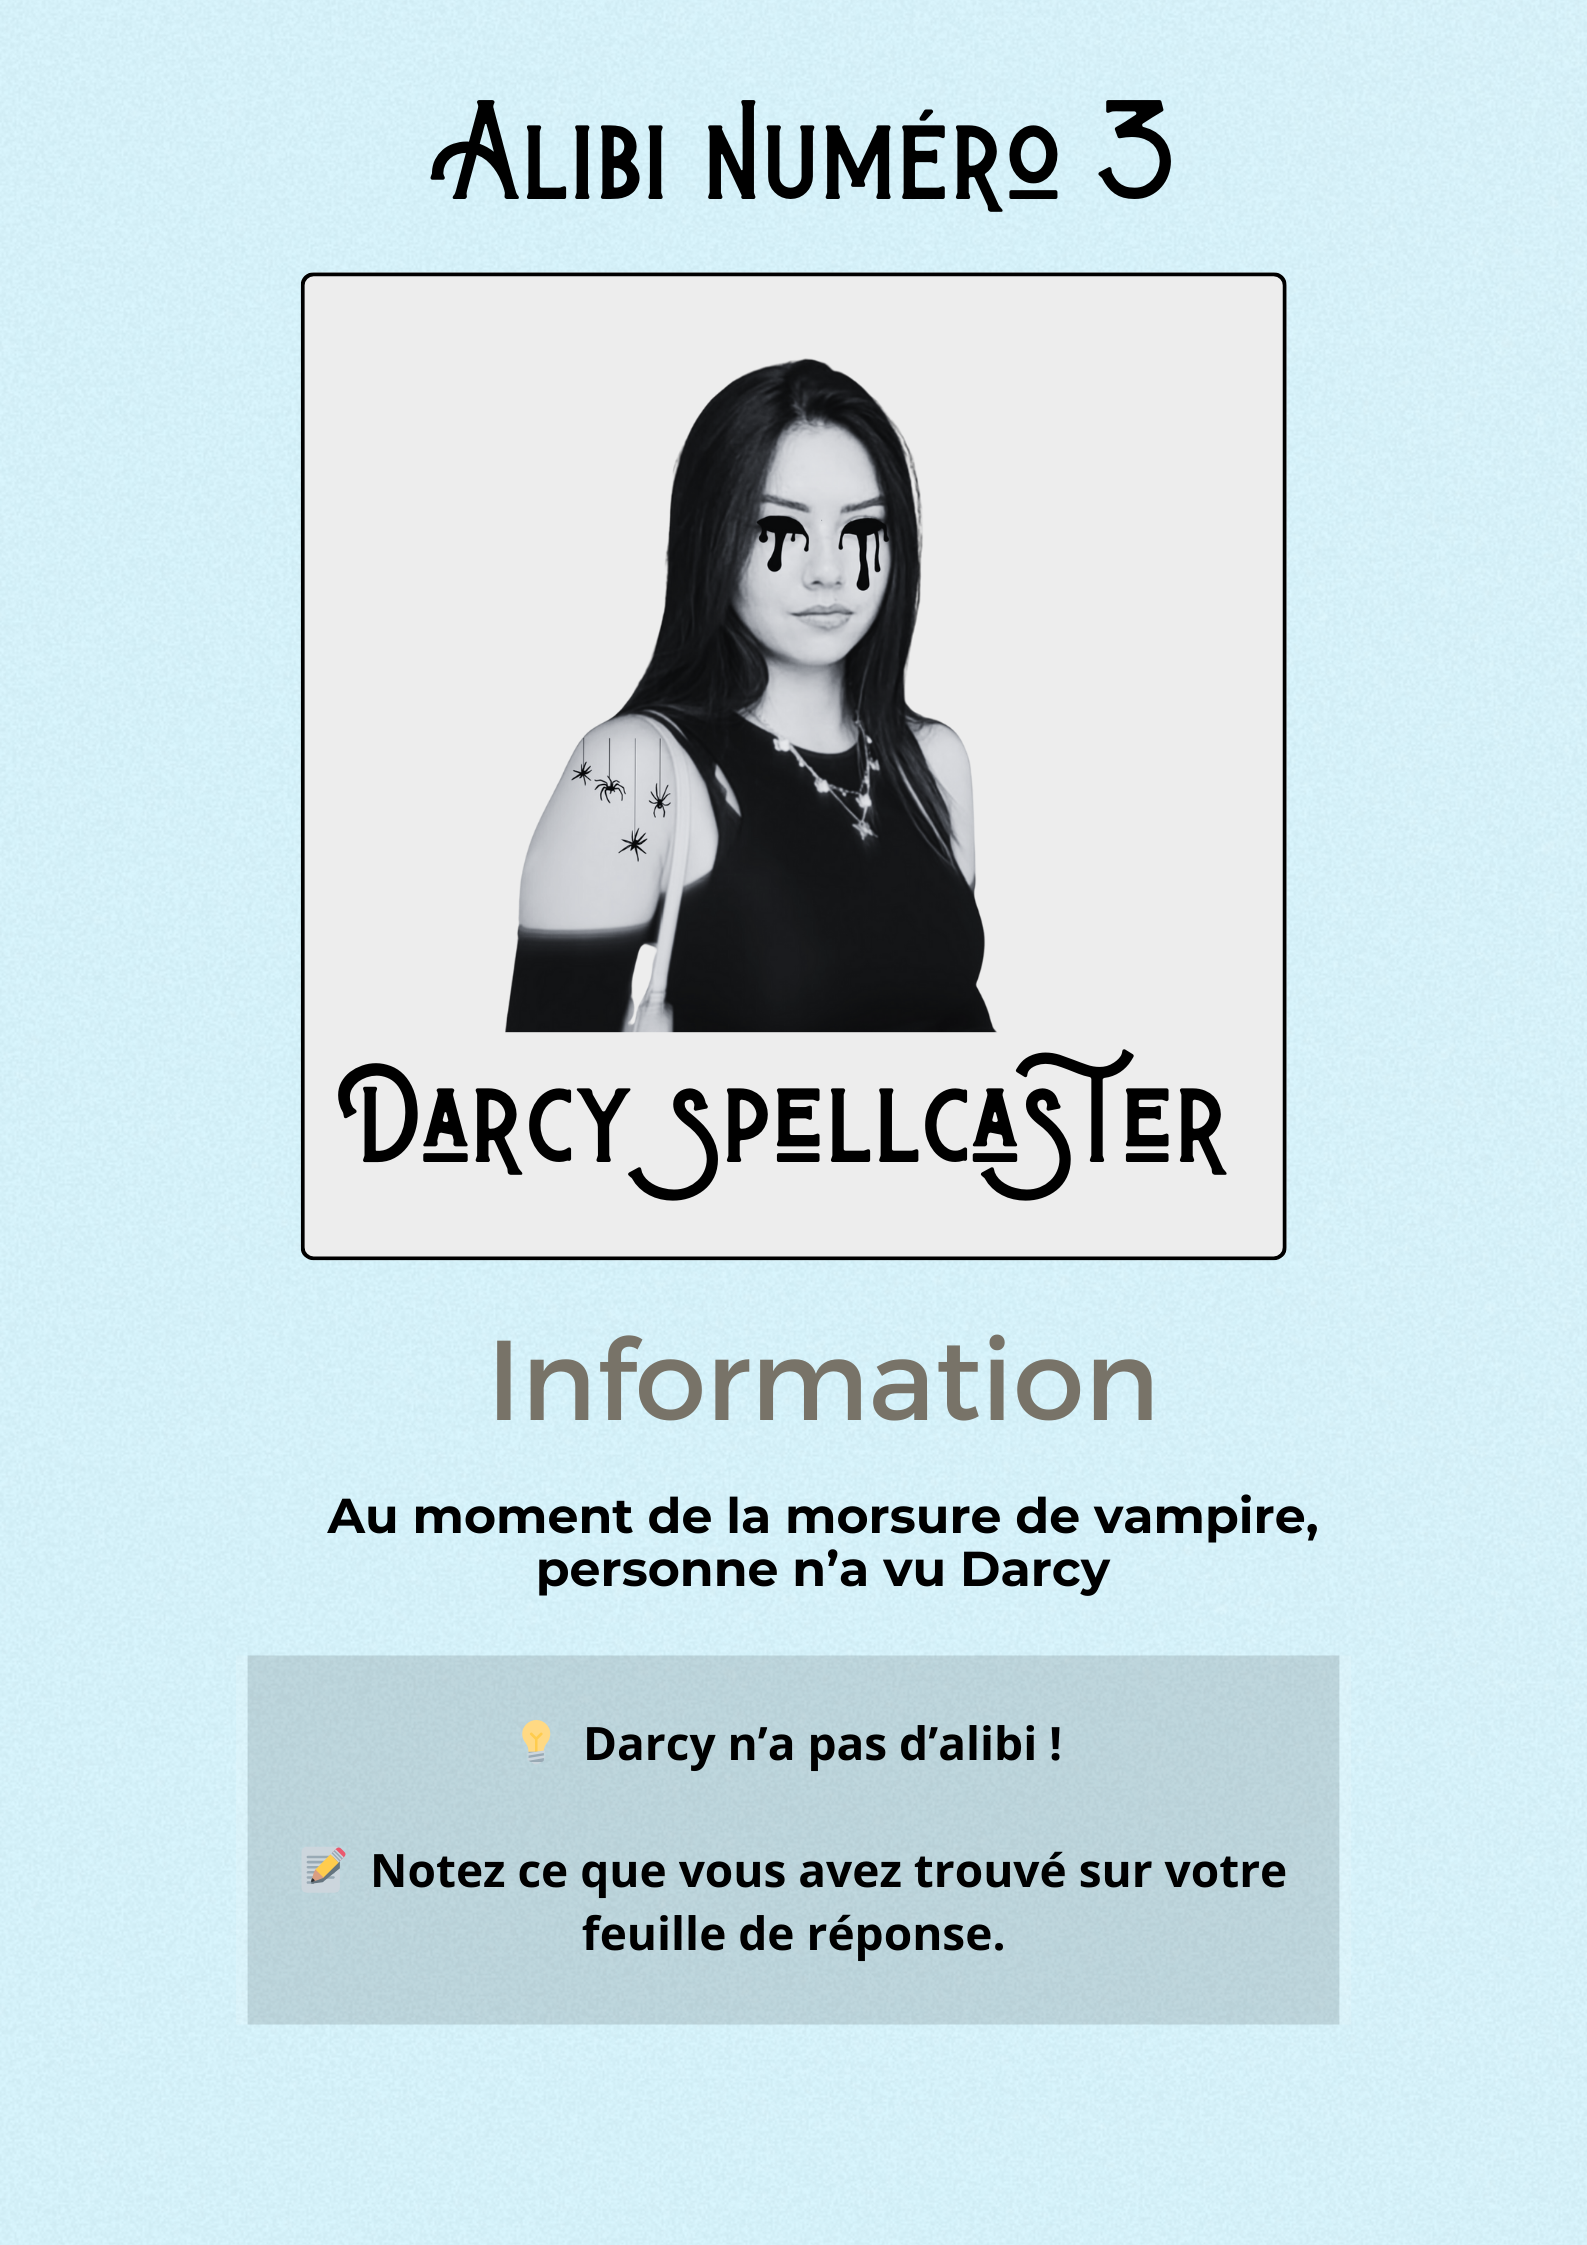 Alibi numéro 3
Darcy Spellcaster
Information
Au moment de la morsure de vampire,
personne n’a vu Darcy
💡 Darcy n’a pas d’alibi !
📝 Notez ce que vous avez trouvé sur votre
feuille de réponse.